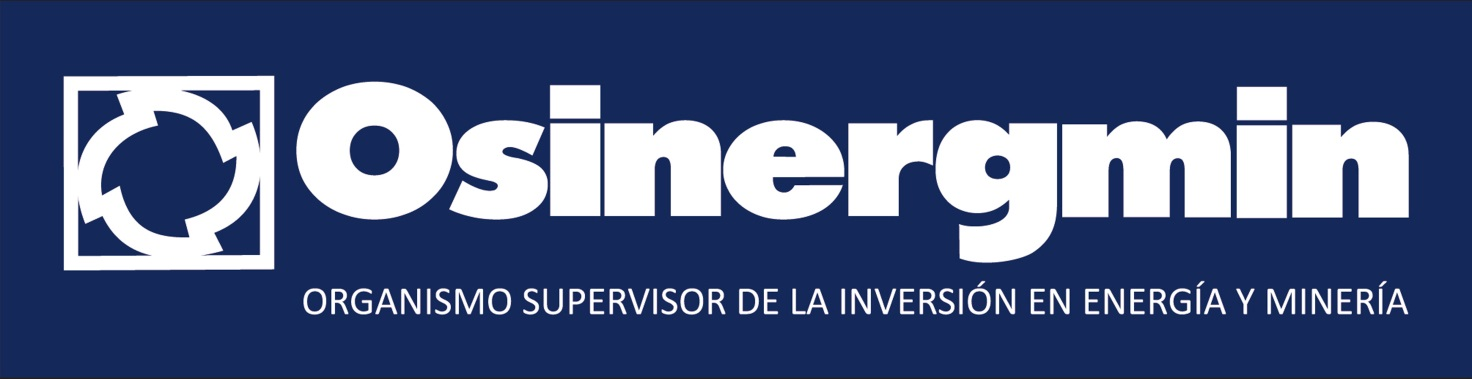 Osinergmin
ORGANISMO SUPERVISOR DE LA INVERSIÓN EN ENERGÍA Y MINERÍA